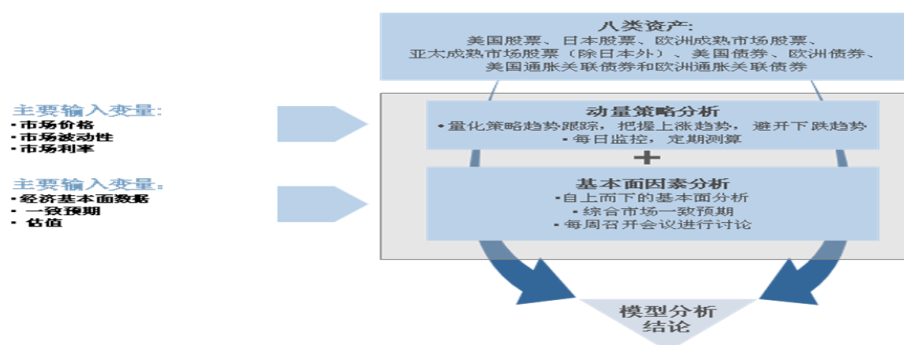 八类资产:
美国股票、日本股票、欧洲成熟市场股票、
亚太成熟市场股票（除日本外）、美国债券、欧洲债券、
美国通胀关联债券和欧洲通胀关联债券
主要输入变量:
·市场价格
·市场波动性
·市场利率
动量策略分析
·量化策略趋势跟踪，把握上涨趋势，避开下跌趋势
·每日监控，定期测算
+
主要输入变量:
·经济基本面数据
·一致预期
·估值
基本面因素分析
·自上而下的基本面分析
·综合市场一致预期
·每周召开会议进行讨论
模型分析
结论